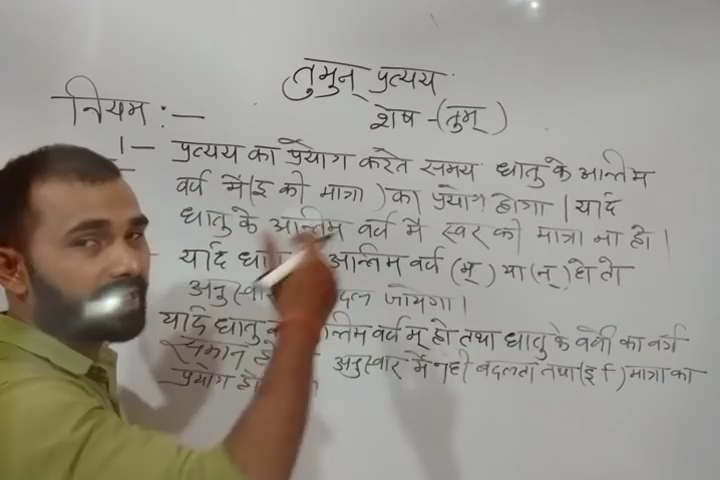 तुमुन् प्रत्यय
शेष -(तुम्)
नियम :—
1— प्रत्यय का प्रयोग करते समय धातु के अन्तिम
वर्ण में (इ की मात्रा ) का प्रयोग होगा | यदि
धातु के अन्तिम वर्ण में स्वर की मात्रा ना हो |
यदि अन्तिम वर्ण (म्) या (न्) हो तो
अनुस्वार बदल जायेगा |
यदि धातु अन्तिम वर्ण म् हो तथा धातु के वर्णों का वर्ग
समान अनुस्वार में नही बदलता तथा (इ ि ) मात्रा का
प्रयोग